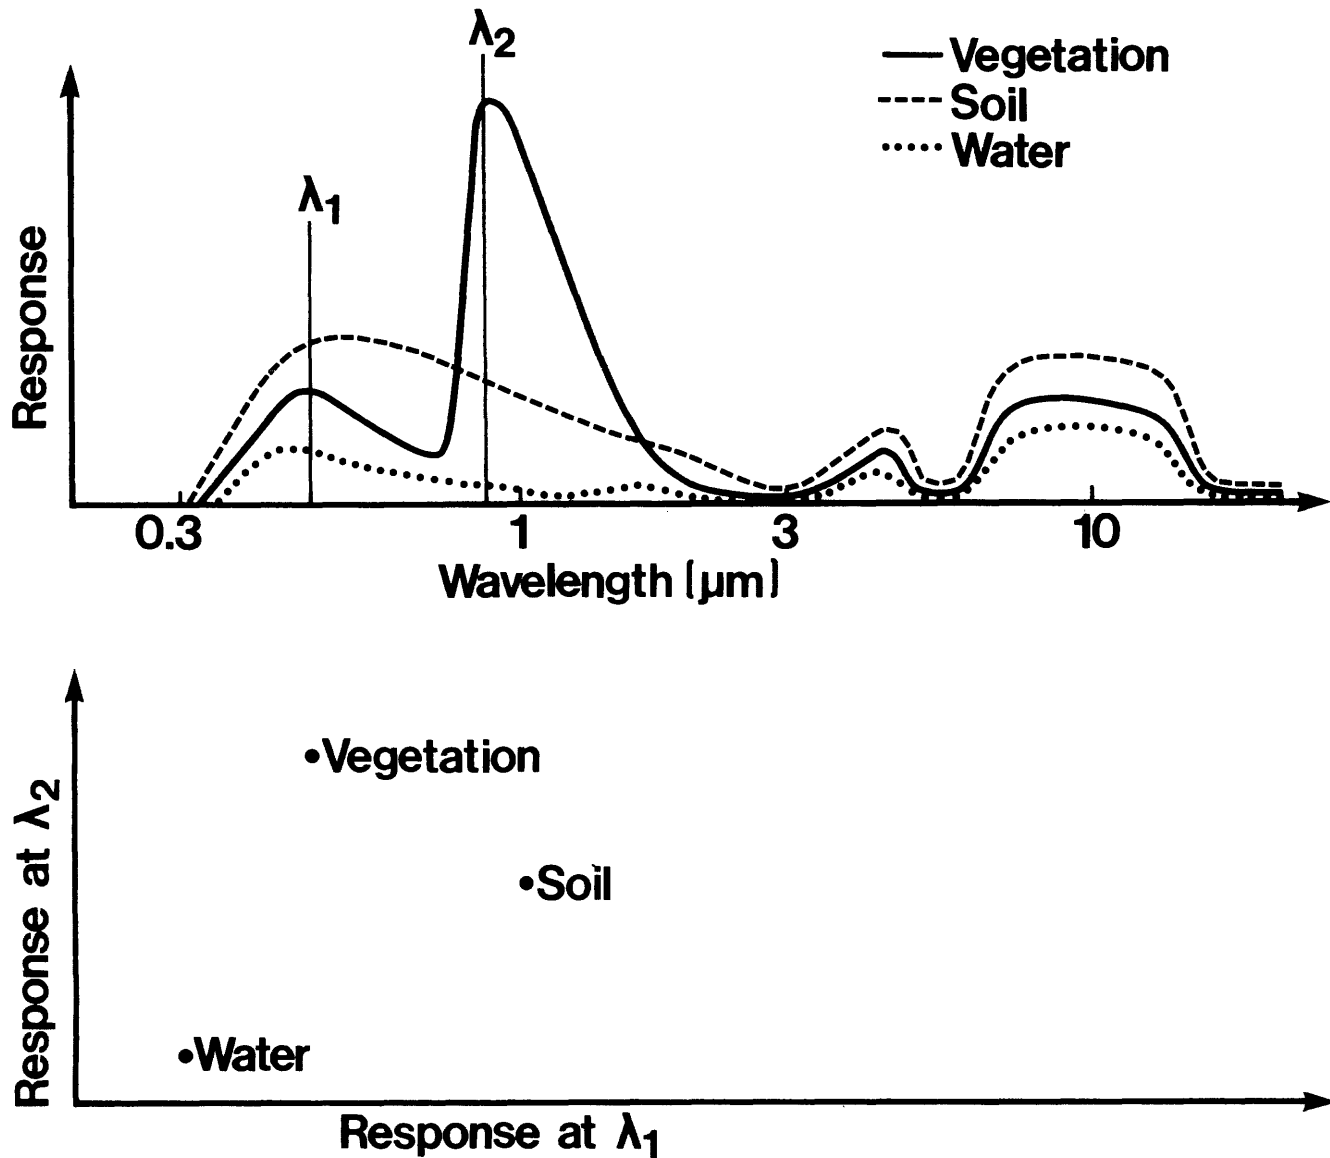 λ2
Vegetation
Soil
Water
λ1
Response
0.3 1 3 10
Wavelength (µm)
Vegetation
Soil
Water
Response at λ2
Response at λ1